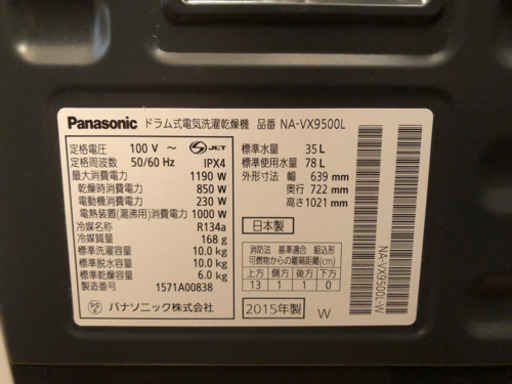 Panasonic ドラム式電気洗濯乾燥機 品番 NA-VX9500L
定格電圧 100 V ～ S JET
定格周波数 50/60 Hz IPX4
最大消費電力 1190 W
乾燥時消費電力 850 W
電動機消費電力 230 W
電熱装置(湯沸用)消費電力 1000 W
冷媒名称 R134a
冷媒質量 168 g
標準洗濯容量 10.0 kg
標準脱水容量 10.0 kg
標準乾燥容量 6.0 kg
製造番号 1571A00838
PS E パナソニック株式会社
標準水量 35 L
標準使用水量 78 L
外形寸法 幅 639 mm
奥行 722 mm
高さ 1021 mm
日本製
消防法 基準適合 組込形
可燃物からの離隔距離(cm)
上方 側方 後方 下方
13 1 1 0
2015年製 W
NA-VX9500L-W